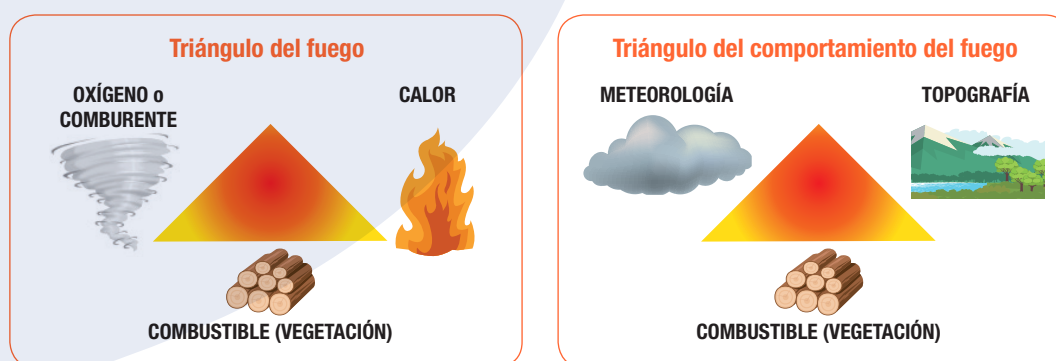 Triángulo del fuego
OXÍGENO o
COMBURENTE
CALOR
COMBUSTIBLE (VEGETACIÓN)
Triángulo del comportamiento del fuego
METEOROLOGÍA
TOPOGRAFÍA
COMBUSTIBLE (VEGETACIÓN)